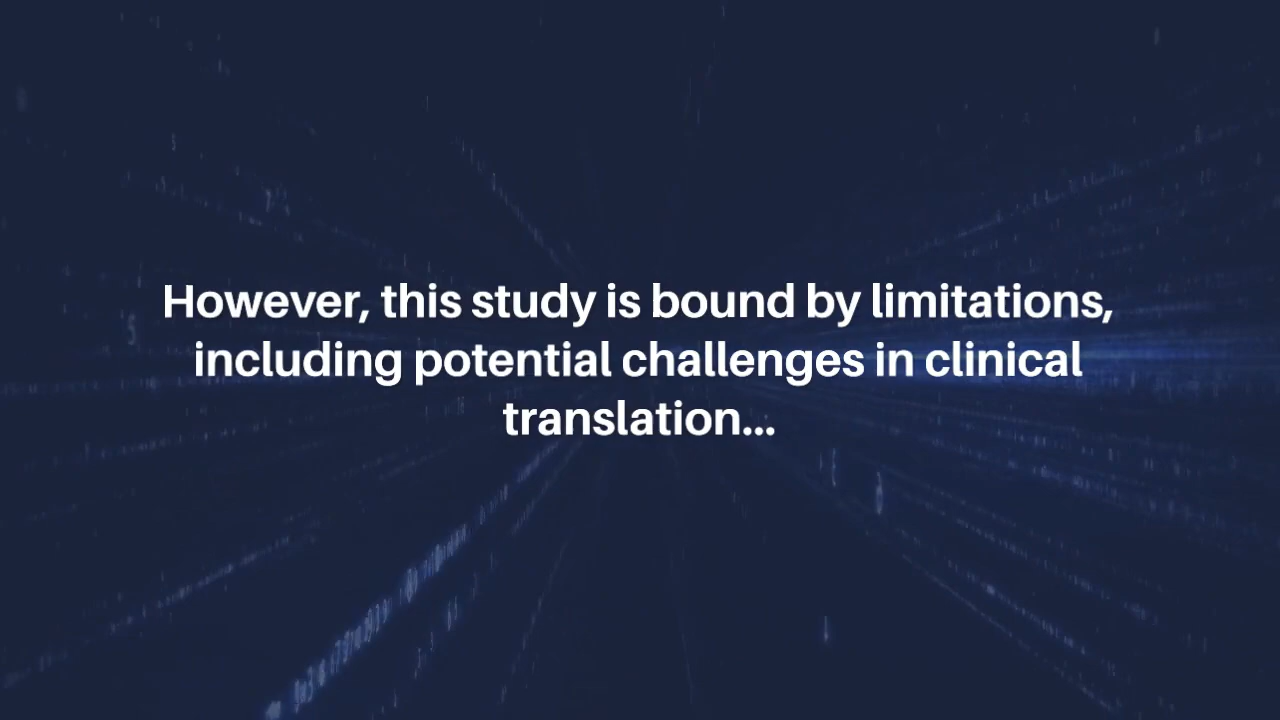 However, this study is bound by limitations,
including potential challenges in clinical
translation...